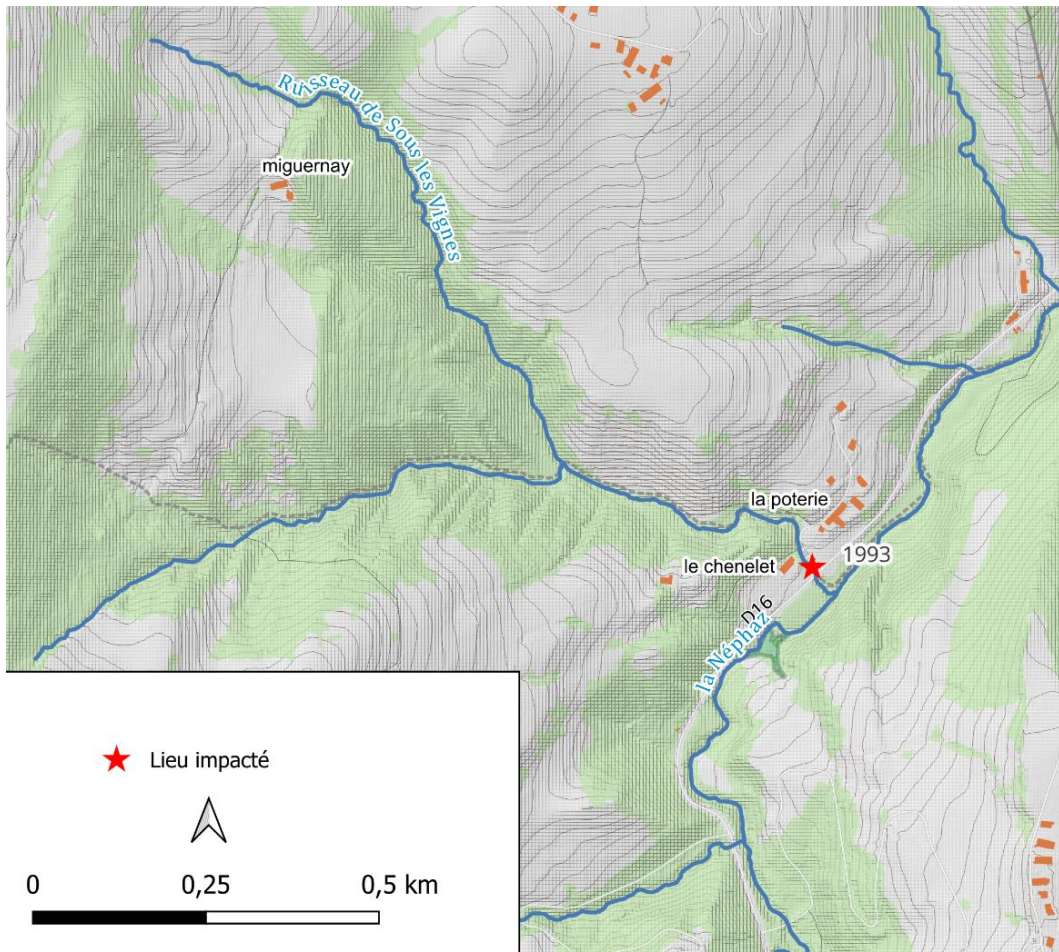 Ruisseau de Sous les Vignes
miguernay
la poterie
le chenelet
1993
D16
la Néphaz
Lieu impacté
0 0,25 0,5 km